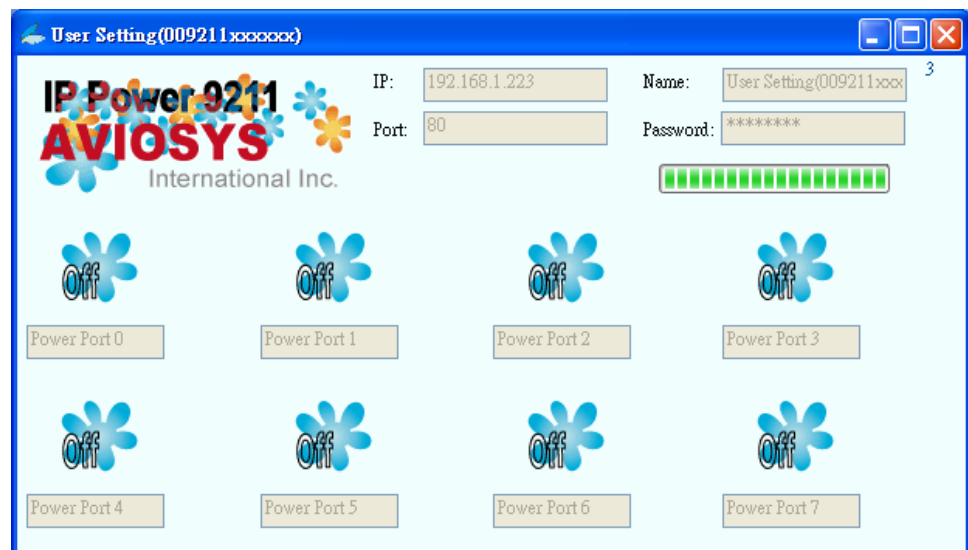 User Setting(009211xxxxxx)
3
IP Power 9211
AVIOSYS
International Inc.
IP: 192.168.1.223 Name: User Setting(009211xxx
Port: 80 Password: ********
Off Off Off Off
Power Port 0 Power Port 1 Power Port 2 Power Port 3
Off Off Off Off
Power Port 4 Power Port 5 Power Port 6 Power Port 7